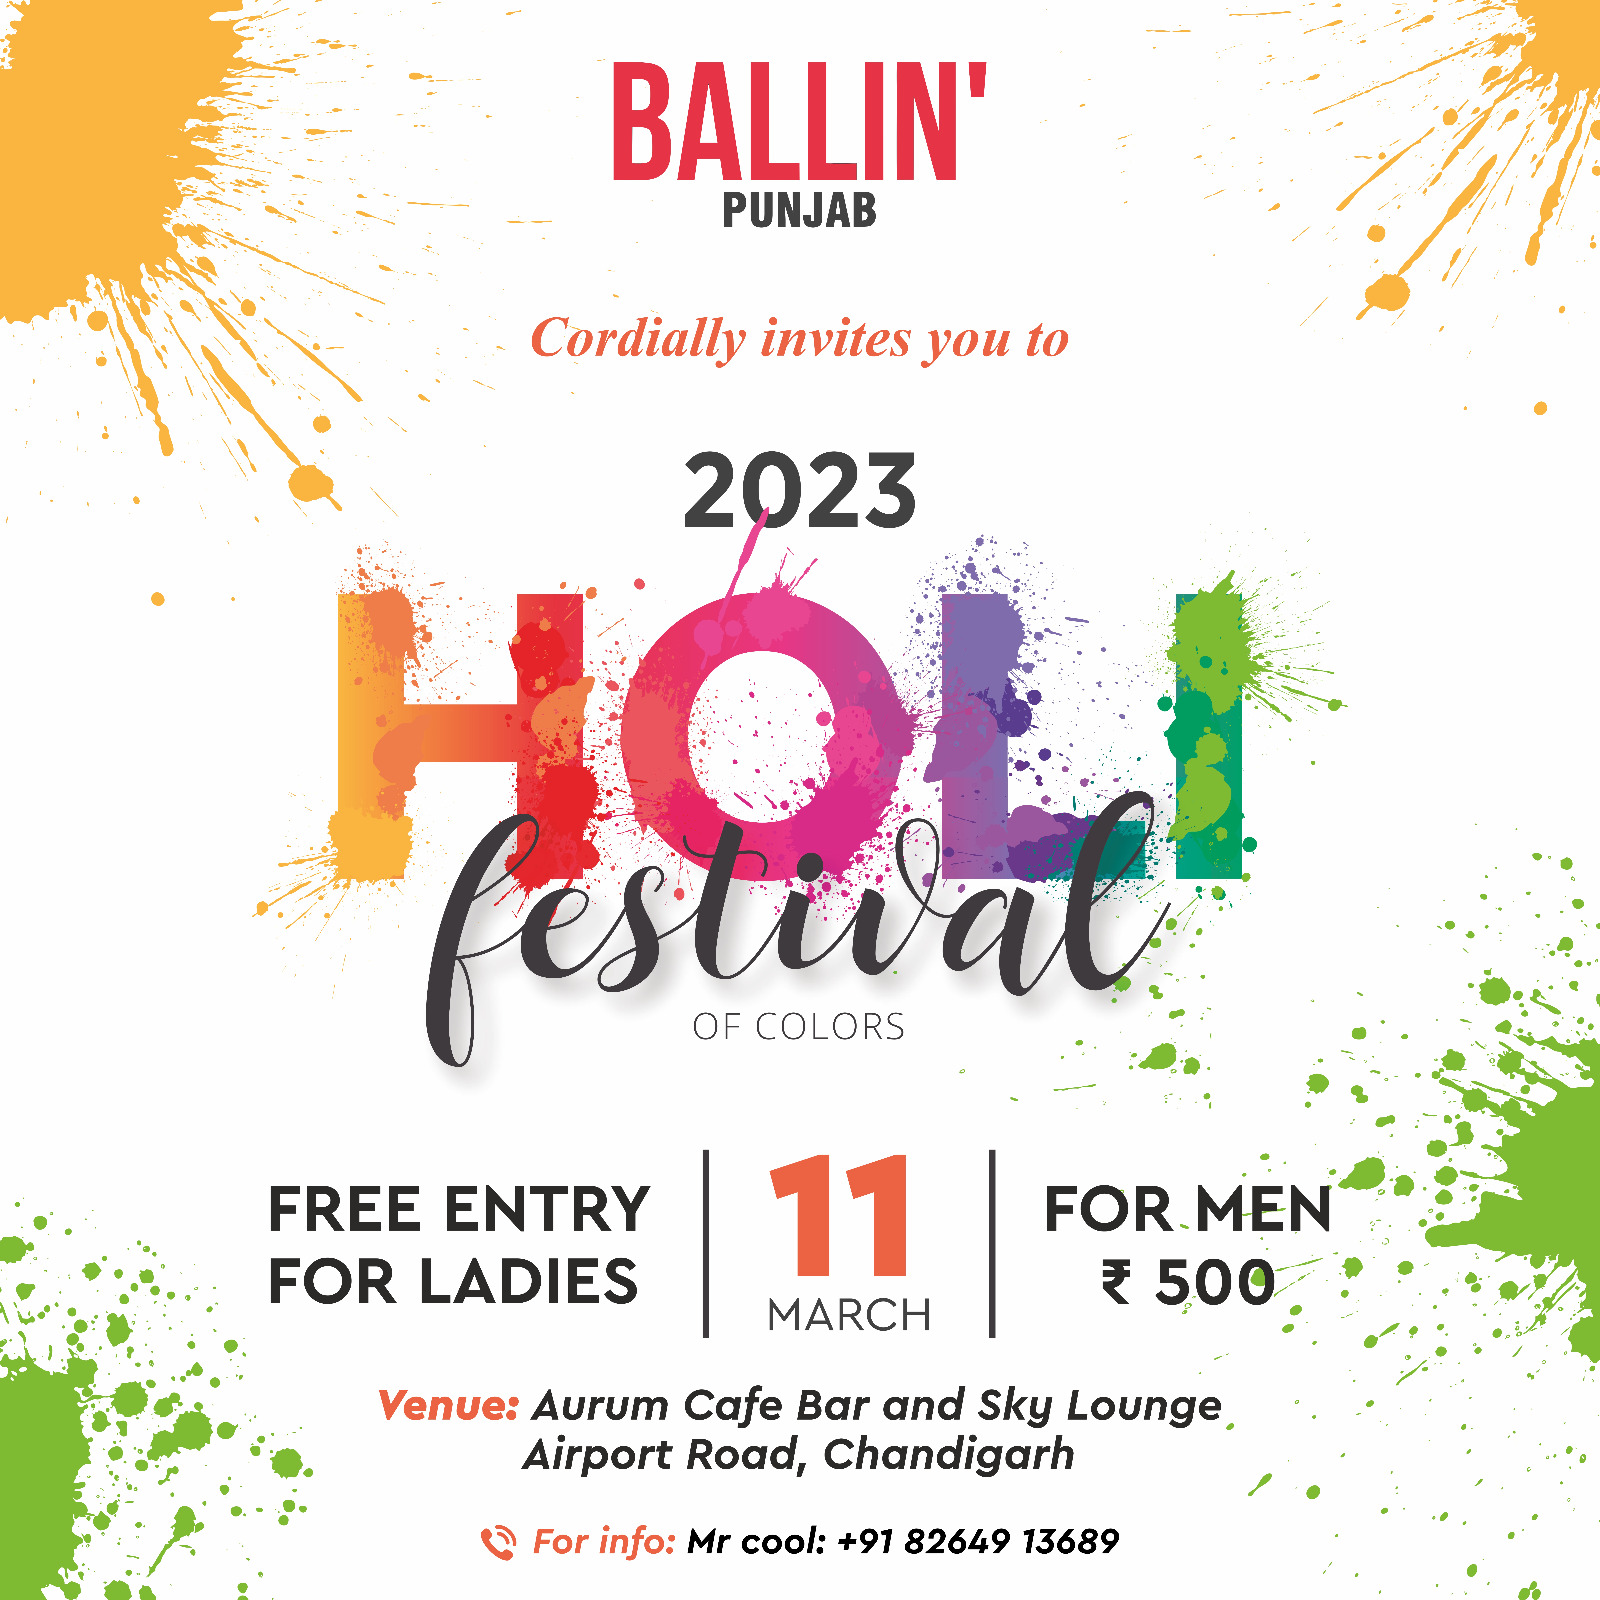 BALLIN'
PUNJAB
Cordially invites you to
2023
HOLI
festival
OF COLORS
FREE ENTRY
FOR LADIES
11
MARCH
FOR MEN
₹ 500
Venue: Aurum Cafe Bar and Sky Lounge
Airport Road, Chandigarh
For info: Mr cool: +91 82649 13689